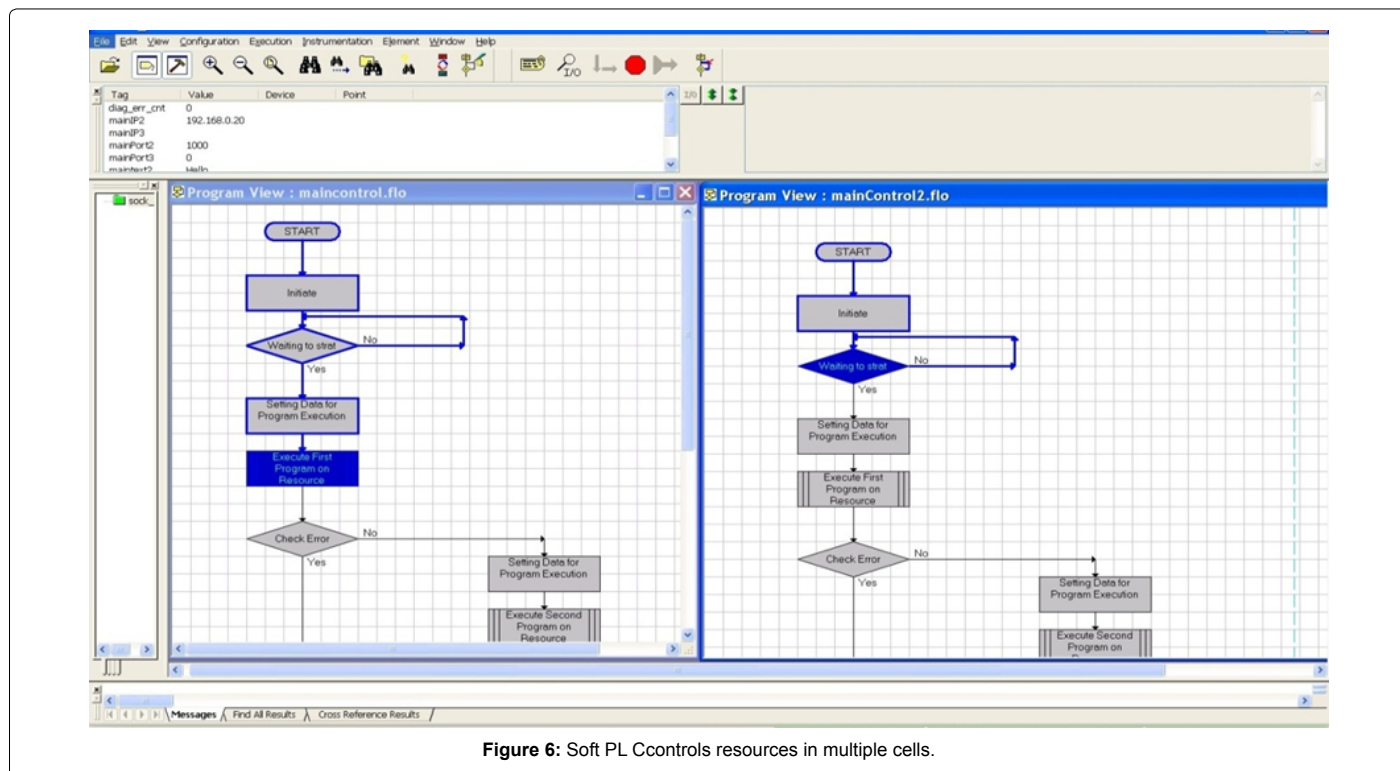 File Edit View Configuration Execution Instrumentation Element Window Help
I/O
Tag Value Device Point
diag_err_cnt 0
mainIP2 192.168.0.20
mainIP3
mainPort2 1000
mainPort3 0
maintext2 Hello
I/O
sock_
Program View : maincontrol.flo
START
Initiate
Waiting to strat
No
Yes
Setting Data for
Program Execution
Execute First
Program on
Resource
Check Error
No
Yes
Setting Data for
Program Execution
Execute Second
Program on
Resource
Program View : mainControl2.flo
START
Initiate
Waiting to strat
No
Yes
Setting Data for
Program Execution
Execute First
Program on
Resource
Check Error
No
Yes
Setting Data for
Program Execution
Execute Second
Program on
Messages Find All Results Cross Reference Results
Figure 6: Soft PL Ccontrols resources in multiple cells.